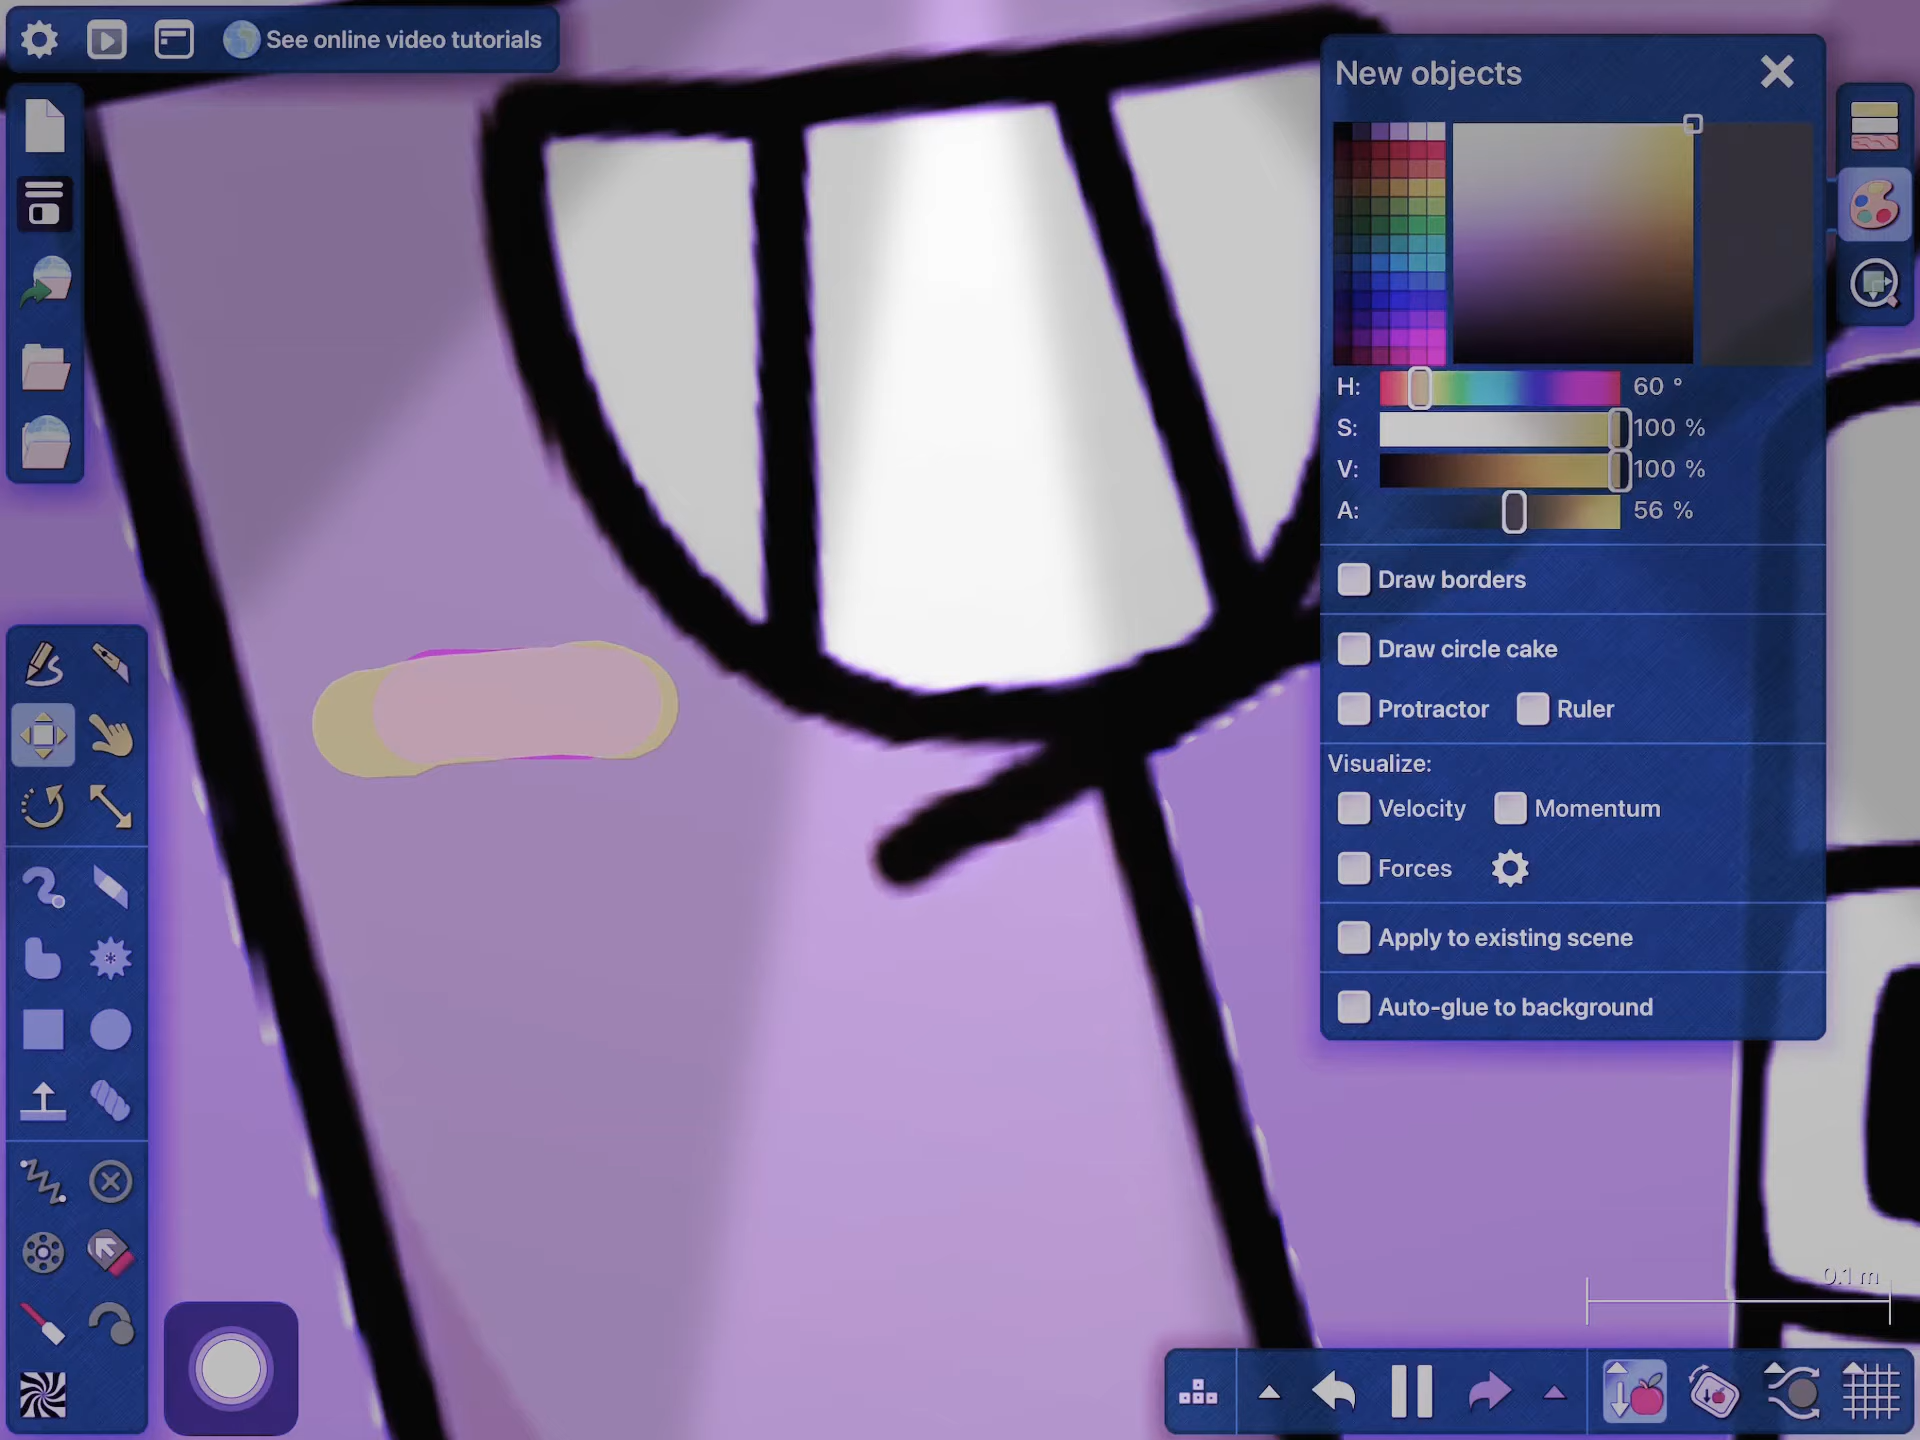 See online video tutorials
New objects
H: 60 °
S: 100 %
V: 100 %
A: 56 %
Draw borders
Draw circle cake
Protractor Ruler
Visualize:
Velocity Momentum
Forces
Apply to existing scene
Auto-glue to background
0.1 m